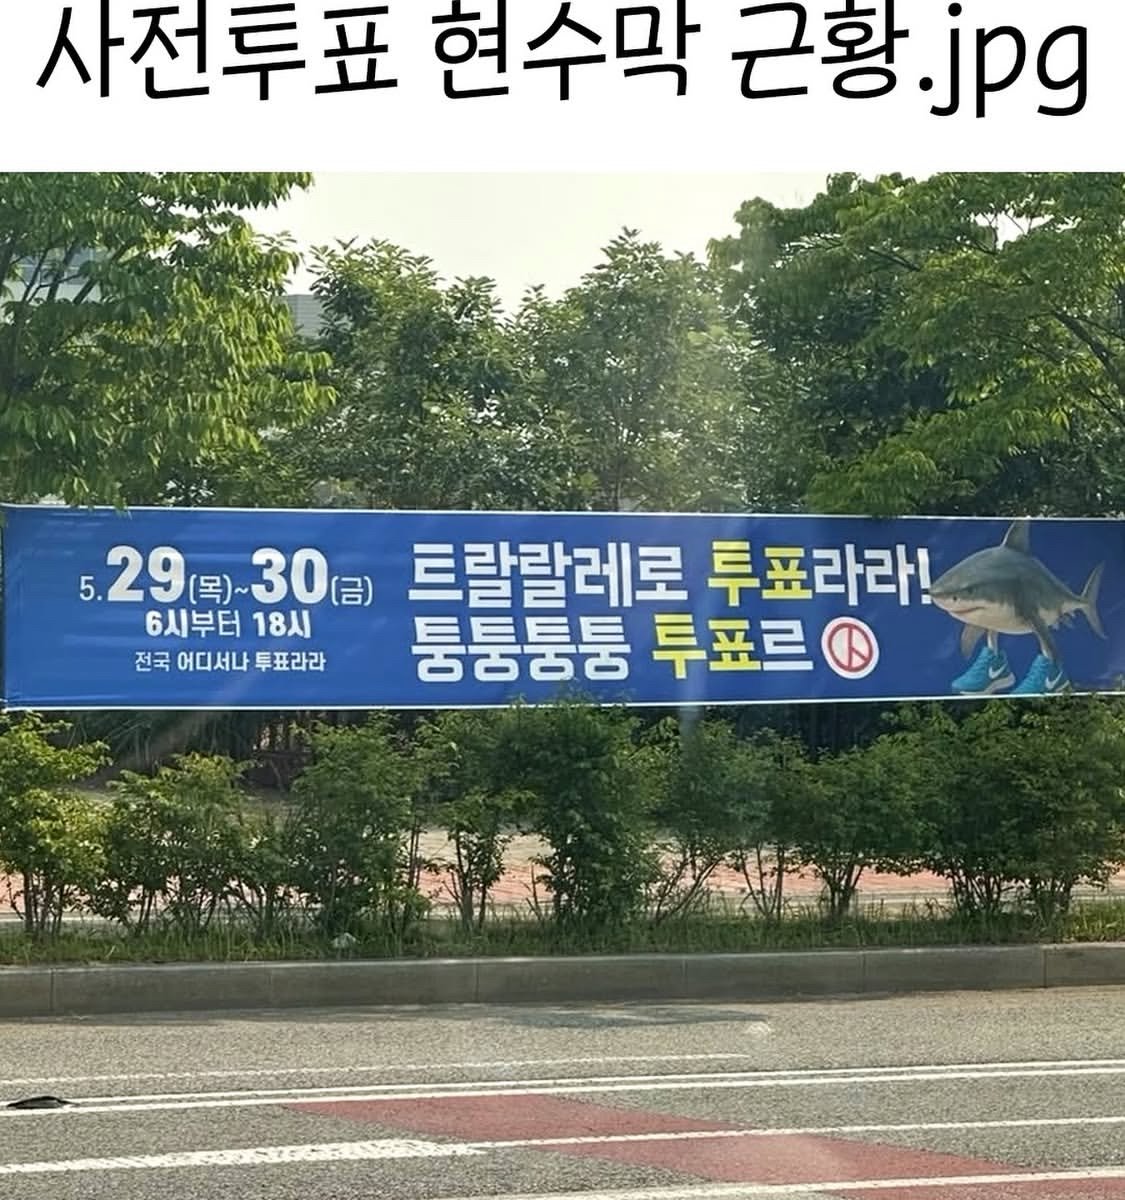 사전투표 현수막 근황.jpg
5.29(목)~30(금)
6시부터 18시
전국 어디서나 투표라라
트랄랄레로 투표라라!
퉁퉁퉁퉁 투표르